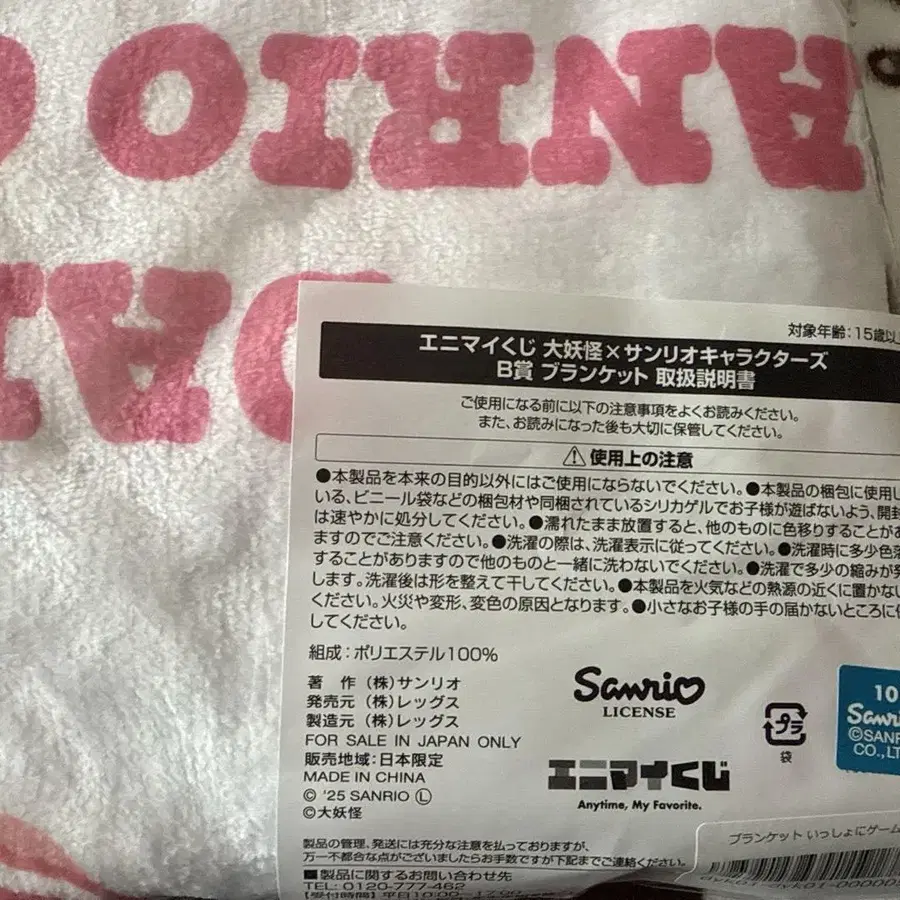 ANRIO
対象年齢:15歳以
エニマイくじ 大妖怪×サンリオキャラクターズ
B賞 ブランケット 取扱説明書
ご使用になる前に以下の注意事項をよくお読みください。
また、お読みになった後も大切に保管してください。
⚠使用上の注意
●本製品を本来の目的以外にはご使用にならないでください。●本製品の梱包に使用し
いる、ビニール袋などの梱包材や同梱されているシリカゲルでお子様が遊ばないよう、開封
は速やかに処分してください。●濡れたまま放置すると、他のものに色移りすることがあ
ますのでご注意ください。●洗濯の際は、洗濯表示に従ってください。●洗濯時に多少色落
することがありますので他のものと一緒に洗わないでください。●洗濯で多少の縮みが発
します。洗濯後は形を整えて干してください。●本製品を火気などの熱源の近くに置かない
ください。火災や変形、変色の原因となります。●小さなお子様の手の届かないところに保
してください。
組成:ポリエステル100%
著 作 (株)サンリオ
発売元 (株)レッグス
製造元 (株)レッグス
FOR SALE IN JAPAN ONLY
販売地域:日本限定
MADE IN CHINA
© '25 SANRIO Ⓛ
©大妖怪
Sanrio
LICENSE
プラ
袋
エニマイくじ
Anytime, My Favorite.
10
Sanri
©SANR
CO.,LT
製品の管理、発送には充分な注意を払っておりますが、
万一不都合な点がございましたらお手数ですが下記までご連絡ください。
■製品に関するお問い合わせ先
TEL: 0120-777-462
【受付時間】平日10:00~17:00
ブランケット いっしょにゲーム